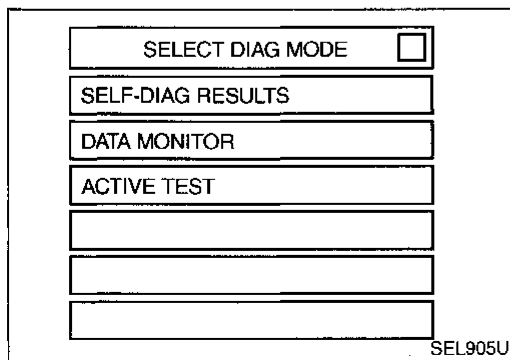 SELECT DIAG MODE
SELF-DIAG RESULTS
DATA MONITOR
ACTIVE TEST
SEL905U